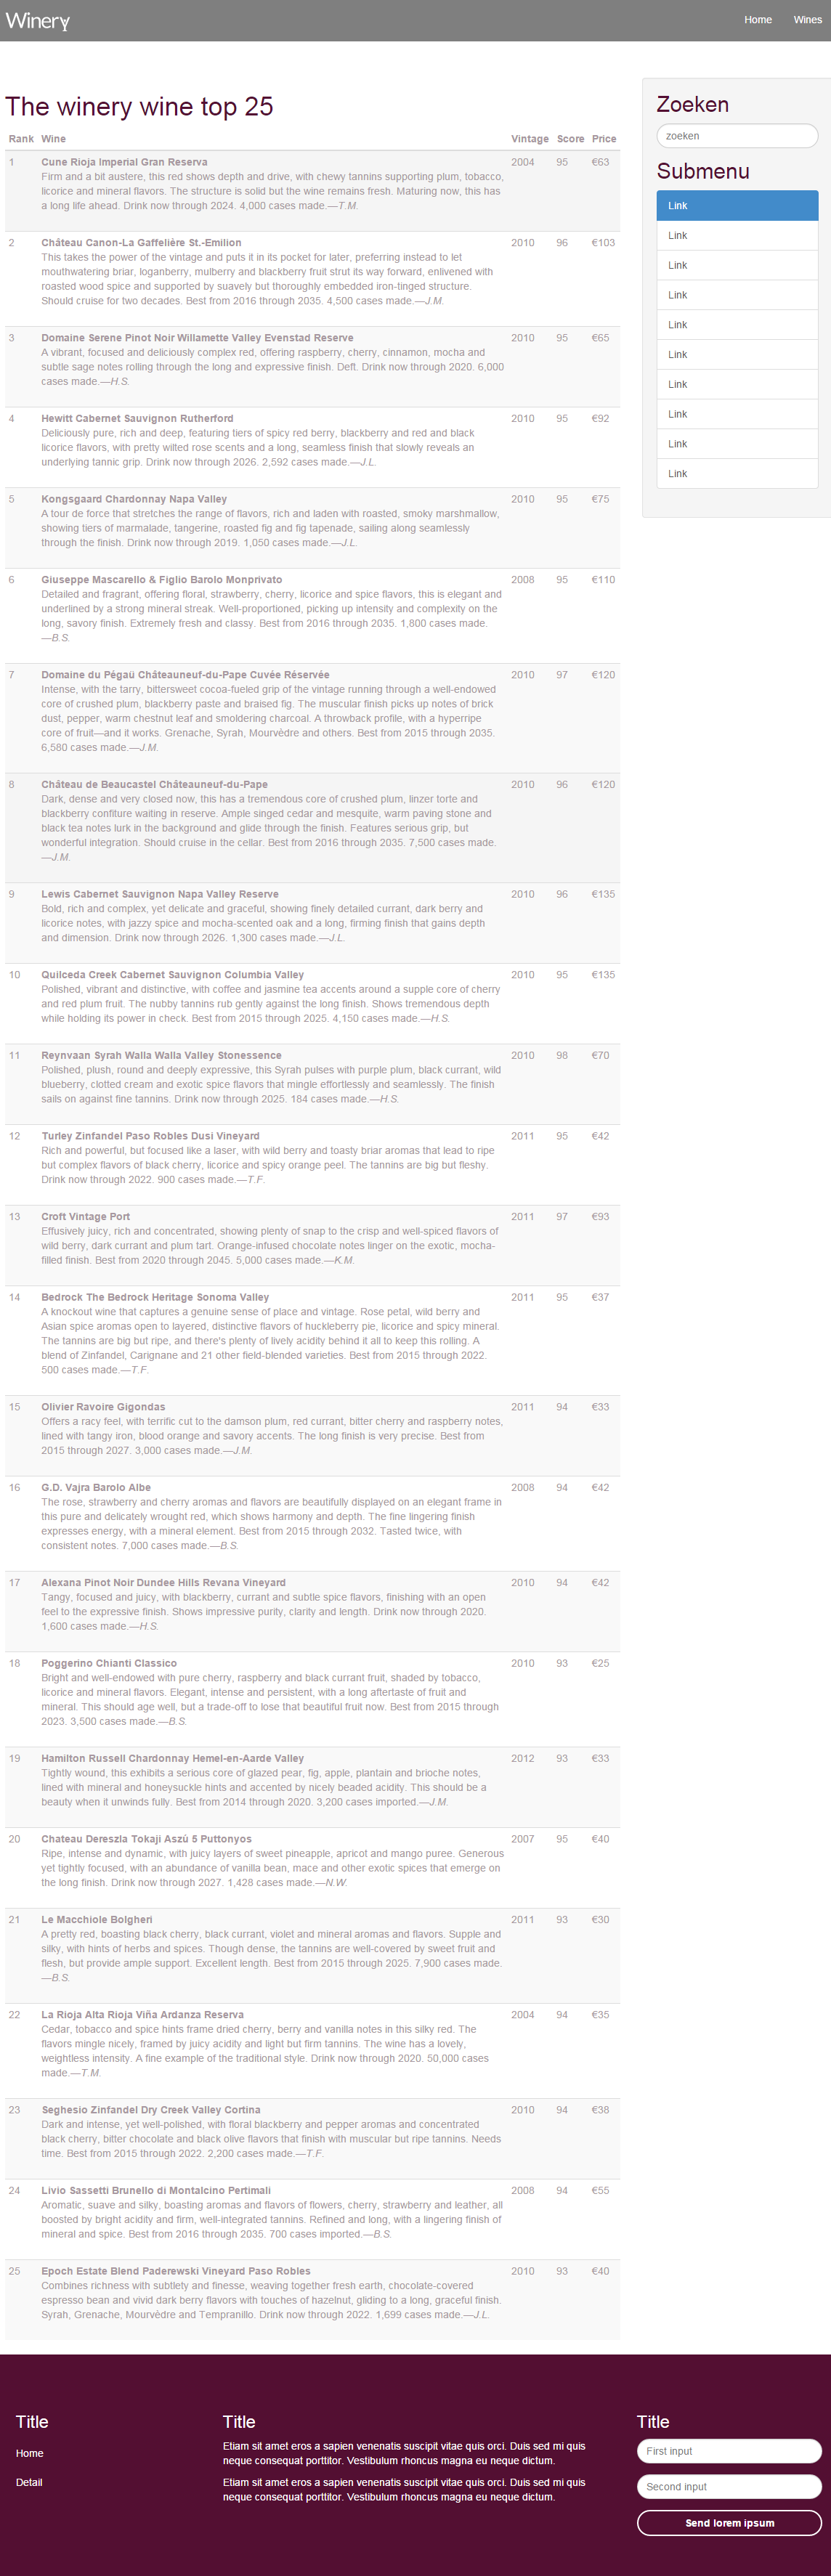 Winery
Home Wines
The winery wine top 25
Rank Wine Vintage Score Price
1 Cune Rioja Imperial Gran Reserva 2004 95 €63
Firm and a bit austere, this red shows depth and drive, with chewy tannins supporting plum, tobacco,
licorice and mineral flavors. The structure is solid but the wine remains fresh. Maturing now, this has
a long life ahead. Drink now through 2024. 4,000 cases made.—T.M.
2 Château Canon-La Gaffelière St.-Emilion 2010 96 €103
This takes the power of the vintage and puts it in its pocket for later, preferring instead to let
mouthwatering briar, loganberry, mulberry and blackberry fruit strut its way forward, enlivened with
roasted wood spice and supported by suavely but thoroughly embedded iron-tinged structure.
Should cruise for two decades. Best from 2016 through 2035. 4,500 cases made.—J.M.
3 Domaine Serene Pinot Noir Willamette Valley Evenstad Reserve 2010 95 €65
A vibrant, focused and deliciously complex red, offering raspberry, cherry, cinnamon, mocha and
subtle sage notes rolling through the long and expressive finish. Deft. Drink now through 2020. 6,000
cases made.—H.S.
4 Hewitt Cabernet Sauvignon Rutherford 2010 95 €92
Deliciously pure, rich and deep, featuring tiers of spicy red berry, blackberry and red and black
licorice flavors, with pretty wilted rose scents and a long, seamless finish that slowly reveals an
underlying tannic grip. Drink now through 2026. 2,592 cases made.—J.L.
5 Kongsgaard Chardonnay Napa Valley 2010 95 €75
A tour de force that stretches the range of flavors, rich and laden with roasted, smoky marshmallow,
showing tiers of marmalade, tangerine, roasted fig and fig tapenade, sailing along seamlessly
through the finish. Drink now through 2019. 1,050 cases made.—J.L.
6 Giuseppe Mascarello & Figlio Barolo Monprivato 2008 95 €110
Detailed and fragrant, offering floral, strawberry, cherry, licorice and spice flavors, this is elegant and
underlined by a strong mineral streak. Well-proportioned, picking up intensity and complexity on the
long, savory finish. Extremely fresh and classy. Best from 2016 through 2035. 1,800 cases made.
—B.S.
7 Domaine du Pégaü Châteauneuf-du-Pape Cuvée Réservée 2010 97 €120
Intense, with the tarry, bittersweet cocoa-fueled grip of the vintage running through a well-endowed
core of crushed plum, blackberry paste and braised fig. The muscular finish picks up notes of brick
dust, pepper, warm chestnut leaf and smoldering charcoal. A throwback profile, with a hyperripe
core of fruit—and it works. Grenache, Syrah, Mourvèdre and others. Best from 2015 through 2035.
6,580 cases made.—J.M.
8 Château de Beaucastel Châteauneuf-du-Pape 2010 96 €120
Dark, dense and very closed now, this has a tremendous core of crushed plum, linzer torte and
blackberry confiture waiting in reserve. Ample singed cedar and mesquite, warm paving stone and
black tea notes lurk in the background and glide through the finish. Features serious grip, but
wonderful integration. Should cruise in the cellar. Best from 2016 through 2035. 7,500 cases made.
—J.M.
9 Lewis Cabernet Sauvignon Napa Valley Reserve 2010 96 €135
Bold, rich and complex, yet delicate and graceful, showing finely detailed currant, dark berry and
licorice notes, with jazzy spice and mocha-scented oak and a long, firming finish that gains depth
and dimension. Drink now through 2026. 1,300 cases made.—J.L.
10 Quilceda Creek Cabernet Sauvignon Columbia Valley 2010 95 €135
Polished, vibrant and distinctive, with coffee and jasmine tea accents around a supple core of cherry
and red plum fruit. The nubby tannins rub gently against the long finish. Shows tremendous depth
while holding its power in check. Best from 2015 through 2025. 4,150 cases made.—H.S.
11 Reynvaan Syrah Walla Walla Valley Stonessence 2010 98 €70
Polished, plush, round and deeply expressive, this Syrah pulses with purple plum, black currant, wild
blueberry, clotted cream and exotic spice flavors that mingle effortlessly and seamlessly. The finish
sails on against fine tannins. Drink now through 2025. 184 cases made.—H.S.
12 Turley Zinfandel Paso Robles Dusi Vineyard 2011 95 €42
Rich and powerful, but focused like a laser, with wild berry and toasty briar aromas that lead to ripe
but complex flavors of black cherry, licorice and spicy orange peel. The tannins are big but fleshy.
Drink now through 2022. 900 cases made.—T.F.
13 Croft Vintage Port 2011 97 €93
Effusively juicy, rich and concentrated, showing plenty of snap to the crisp and well-spiced flavors of
wild berry, dark currant and plum tart. Orange-infused chocolate notes linger on the exotic, mocha-
filled finish. Best from 2020 through 2045. 5,000 cases made.—K.M.
14 Bedrock The Bedrock Heritage Sonoma Valley 2011 95 €37
A knockout wine that captures a genuine sense of place and vintage. Rose petal, wild berry and
Asian spice aromas open to layered, distinctive flavors of huckleberry pie, licorice and spicy mineral.
The tannins are big but ripe, and there's plenty of lively acidity behind it all to keep this rolling. A
blend of Zinfandel, Carignane and 21 other field-blended varieties. Best from 2015 through 2022.
500 cases made.—T.F.
15 Olivier Ravoire Gigondas 2011 94 €33
Offers a racy feel, with terrific cut to the damson plum, red currant, bitter cherry and raspberry notes,
lined with tangy iron, blood orange and savory accents. The long finish is very precise. Best from
2015 through 2027. 3,000 cases made.—J.M.
16 G.D. Vajra Barolo Albe 2008 94 €42
The rose, strawberry and cherry aromas and flavors are beautifully displayed on an elegant frame in
this pure and delicately wrought red, which shows harmony and depth. The fine lingering finish
expresses energy, with a mineral element. Best from 2015 through 2032. Tasted twice, with
consistent notes. 7,000 cases made.—B.S.
17 Alexana Pinot Noir Dundee Hills Revana Vineyard 2010 94 €42
Tangy, focused and juicy, with blackberry, currant and subtle spice flavors, finishing with an open
feel to the expressive finish. Shows impressive purity, clarity and length. Drink now through 2020.
1,600 cases made.—H.S.
18 Poggerino Chianti Classico 2010 93 €25
Bright and well-endowed with pure cherry, raspberry and black currant fruit, shaded by tobacco,
licorice and mineral flavors. Elegant, intense and persistent, with a long aftertaste of fruit and
mineral. This should age well, but a trade-off to lose that beautiful fruit now. Best from 2015 through
2023. 3,500 cases made.—B.S.
19 Hamilton Russell Chardonnay Hemel-en-Aarde Valley 2012 93 €33
Tightly wound, this exhibits a serious core of glazed pear, fig, apple, plantain and brioche notes,
lined with mineral and honeysuckle hints and accented by nicely beaded acidity. This should be a
beauty when it unwinds fully. Best from 2014 through 2020. 3,200 cases imported.—J.M.
20 Chateau Dereszla Tokaji Aszù 5 Puttonyos 2007 95 €40
Ripe, intense and dynamic, with juicy layers of sweet pineapple, apricot and mango puree. Generous
yet tightly focused, with an abundance of vanilla bean, mace and other exotic spices that emerge on
the long finish. Drink now through 2027. 1,428 cases made.—N.W.
21 Le Macchiole Bolgheri 2011 93 €30
A pretty red, boasting black cherry, black currant, violet and mineral aromas and flavors. Supple and
silky, with hints of herbs and spices. Though dense, the tannins are well-covered by sweet fruit and
flesh, but provide ample support. Excellent length. Best from 2015 through 2025. 7,900 cases made.
—B.S.
22 La Rioja Alta Rioja Viña Ardanza Reserva 2004 94 €35
Cedar, tobacco and spice hints frame dried cherry, berry and vanilla notes in this silky red. The
flavors mingle nicely, framed by juicy acidity and light but firm tannins. The wine has a lovely,
weightless intensity. A fine example of the traditional style. Drink now through 2020. 50,000 cases
made.—T.M.
23 Seghesio Zinfandel Dry Creek Valley Cortina 2010 94 €38
Dark and intense, yet well-polished, with floral blackberry and pepper aromas and concentrated
black cherry, bitter chocolate and black olive flavors that finish with muscular but ripe tannins. Needs
time. Best from 2015 through 2022. 2,200 cases made.—T.F.
24 Livio Sassetti Brunello di Montalcino Pertimali 2008 94 €55
Aromatic, suave and silky, boasting aromas and flavors of flowers, cherry, strawberry and leather, all
boosted by bright acidity and firm, well-integrated tannins. Refined and long, with a lingering finish of
mineral and spice. Best from 2016 through 2035. 700 cases imported.—B.S.
25 Epoch Estate Blend Paderewski Vineyard Paso Robles 2010 93 €40
Combines richness with subtlety and finesse, weaving together fresh earth, chocolate-covered
espresso bean and vivid dark berry flavors with touches of hazelnut, gliding to a long, graceful finish.
Syrah, Grenache, Mourvèdre and Tempranillo. Drink now through 2022. 1,699 cases made.—J.L.
Zoeken
zoeken
Submenu
Link
Link
Link
Link
Link
Link
Link
Link
Link
Link
Title
Home
Detail
Title
Etiam sit amet eros a sapien venenatis suscipit vitae quis orci. Duis sed mi quis
neque consequat porttitor. Vestibulum rhoncus magna eu neque dictum.
Etiam sit amet eros a sapien venenatis suscipit vitae quis orci. Duis sed mi quis
neque consequat porttitor. Vestibulum rhoncus magna eu neque dictum.
Title
First input
Second input
Send lorem ipsum